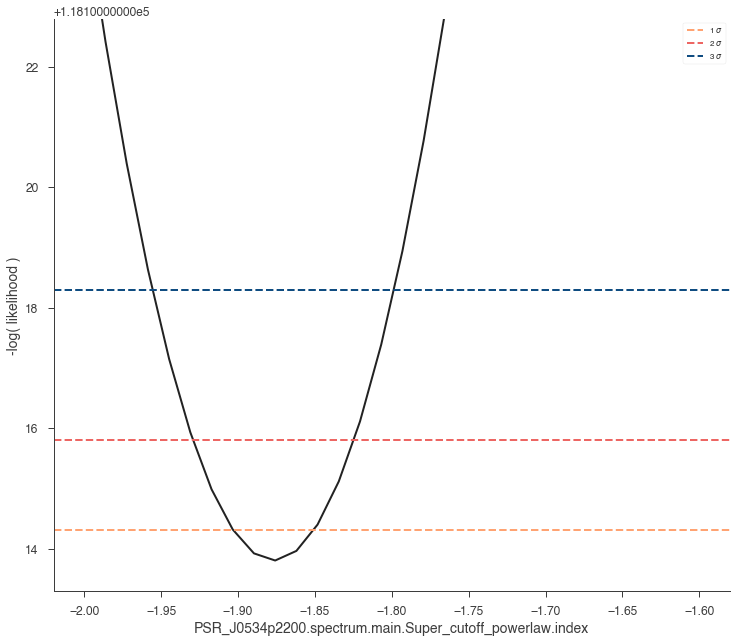 +1.1810000000e5
1 σ
2 σ
3 σ
22
20
18
16
14
-log( likelihood )
−2.00 −1.95 −1.90 −1.85 −1.80 −1.75 −1.70 −1.65 −1.60
PSR_J0534p2200.spectrum.main.Super_cutoff_powerlaw.index